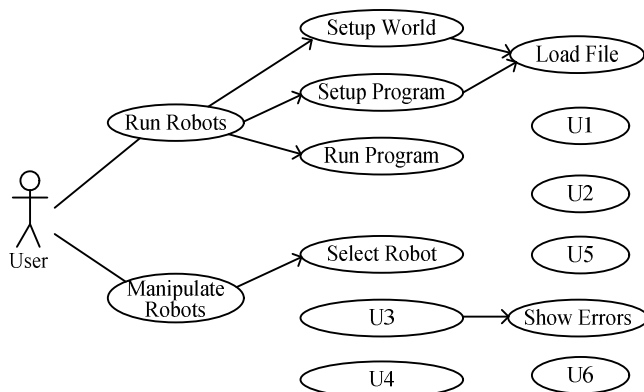 Setup World
Load File
Setup Program
Run Robots
U1
Run Program
U2
User
Select Robot
U5
Manipulate
Robots
U3
Show Errors
U4
U6